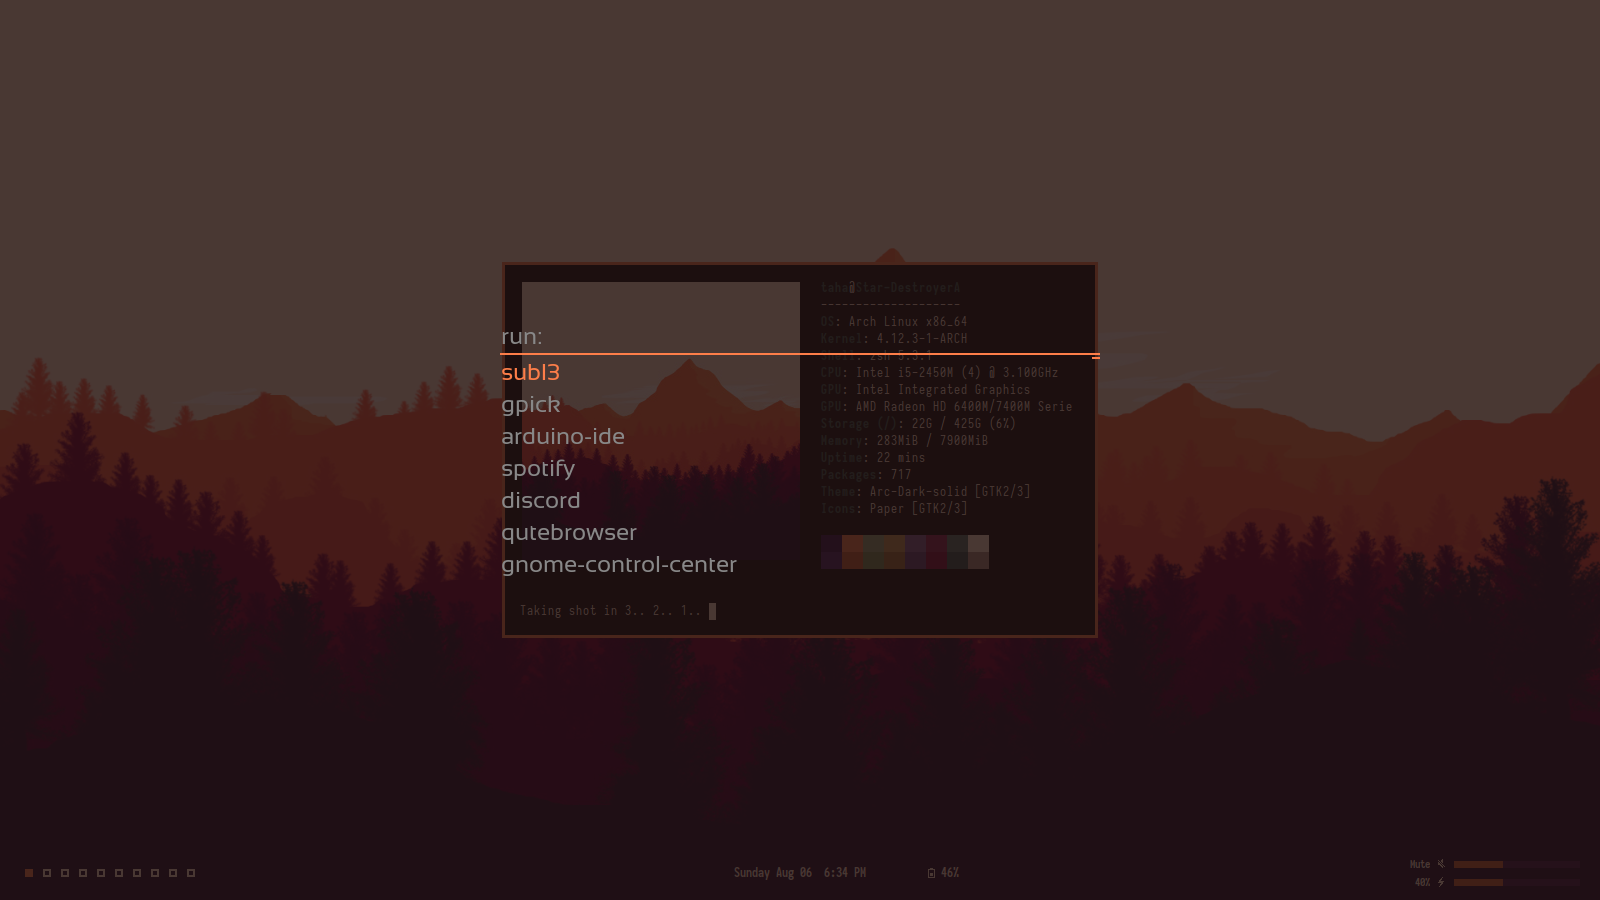 taha@Star-DestroyerA
--------------------
OS: Arch Linux x86_64
Kernel: 4.12.3-1-ARCH
Shell: zsh 5.3.1
CPU: Intel i5-2450M (4) @ 3.100GHz
GPU: Intel Integrated Graphics
GPU: AMD Radeon HD 6400M/7400M Serie
Storage (/): 22G / 425G (6%)
Memory: 283MiB / 7900MiB
Uptime: 22 mins
Packages: 717
Theme: Arc-Dark-solid [GTK2/3]
Icons: Paper [GTK2/3]
run:
subl3
gpick
arduino-ide
spotify
discord
qutebrowser
gnome-control-center
Taking shot in 3.. 2.. 1..
Sunday Aug 06 6:34 PM
46%
Mute
40%